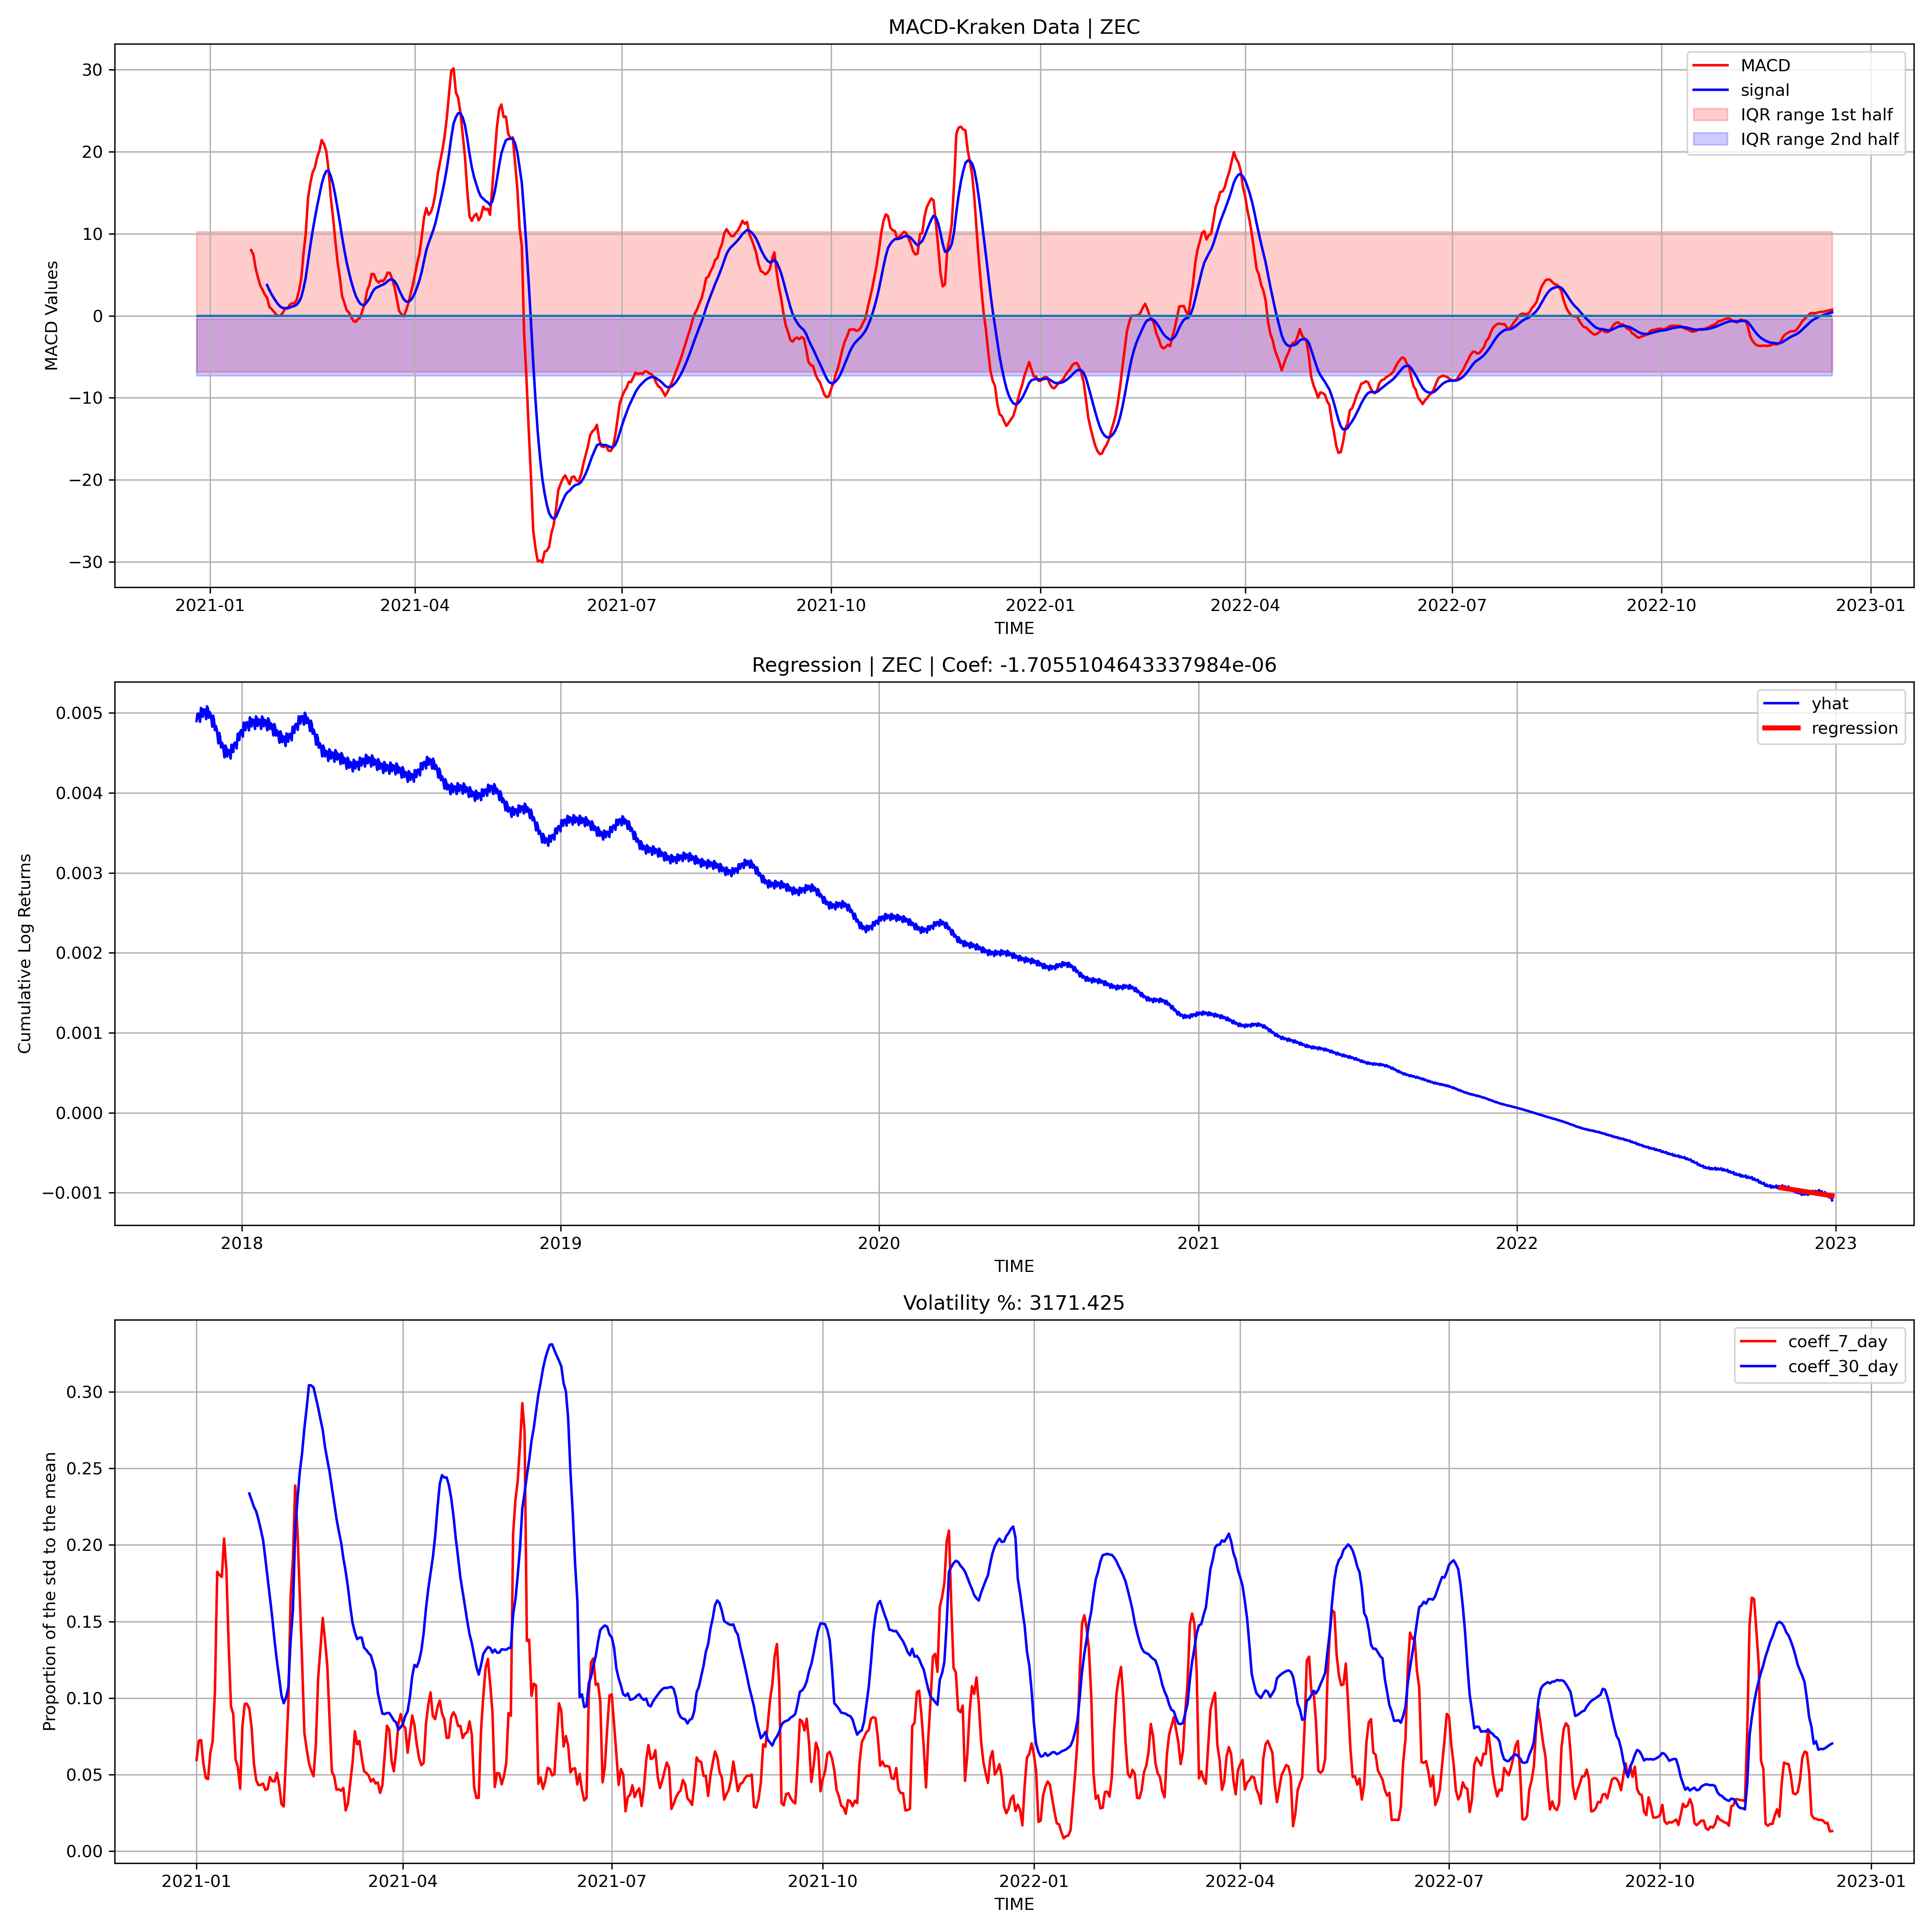 MACD-Kraken Data | ZEC
MACD
signal
IQR range 1st half
IQR range 2nd half
MACD Values
30
20
10
0
−10
−20
−30
2021-01
2021-04
2021-07
2021-10
2022-01
2022-04
2022-07
2022-10
2023-01
TIME
Regression | ZEC | Coef: -1.7055104643337984e-06
yhat
regression
Cumulative Log Returns
0.005
0.004
0.003
0.002
0.001
0.000
−0.001
2018
2019
2020
2021
2022
2023
TIME
Volatility %: 3171.425
coeff_7_day
coeff_30_day
Proportion of the std to the mean
0.30
0.25
0.20
0.15
0.10
0.05
0.00
2021-01
2021-04
2021-07
2021-10
2022-01
2022-04
2022-07
2022-10
2023-01
TIME